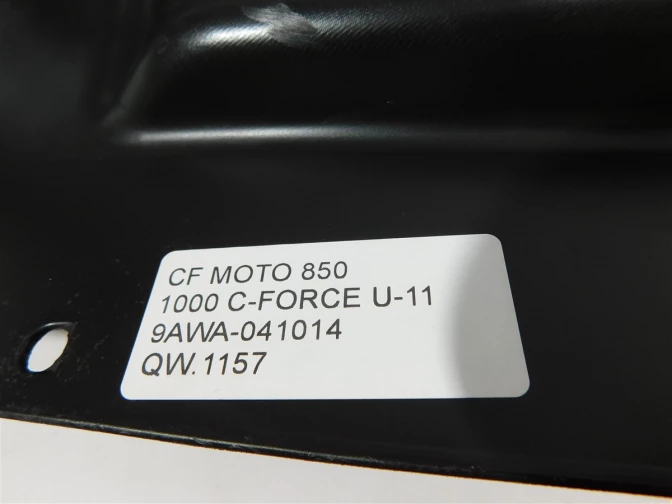 CF MOTO 850
1000 C-FORCE U-11
9AWA-041014
QW.1157